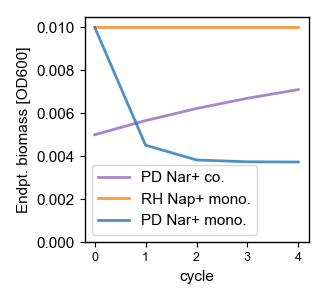 Endpt. biomass [OD600]
0.010
0.008
0.006
0.004
0.002
0.000
PD Nar+ co.
RH Nap+ mono.
PD Nar+ mono.
0 1 2 3 4
cycle